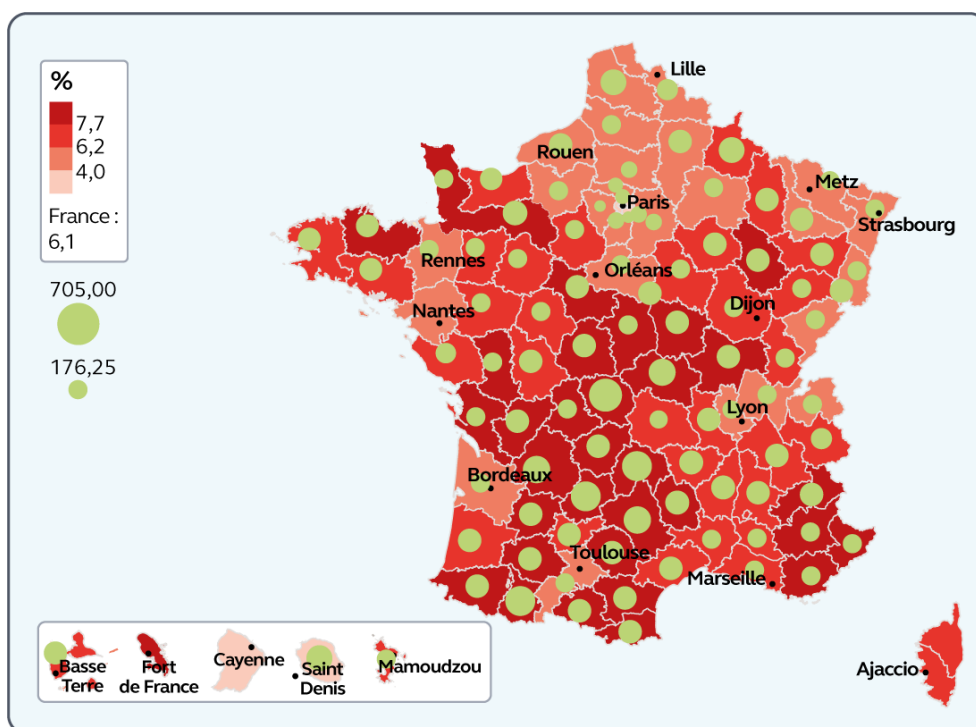 %
7,7
6,2
4,0
France :
6,1
705,00
176,25
Lille
Rouen
Metz
Paris
Strasbourg
Rennes
Orléans
Nantes
Dijon
Lyon
Bordeaux
Toulouse
Marseille
Ajaccio
Basse
Terre
Fort
de France
Cayenne
Saint
Denis
Mamoudzou